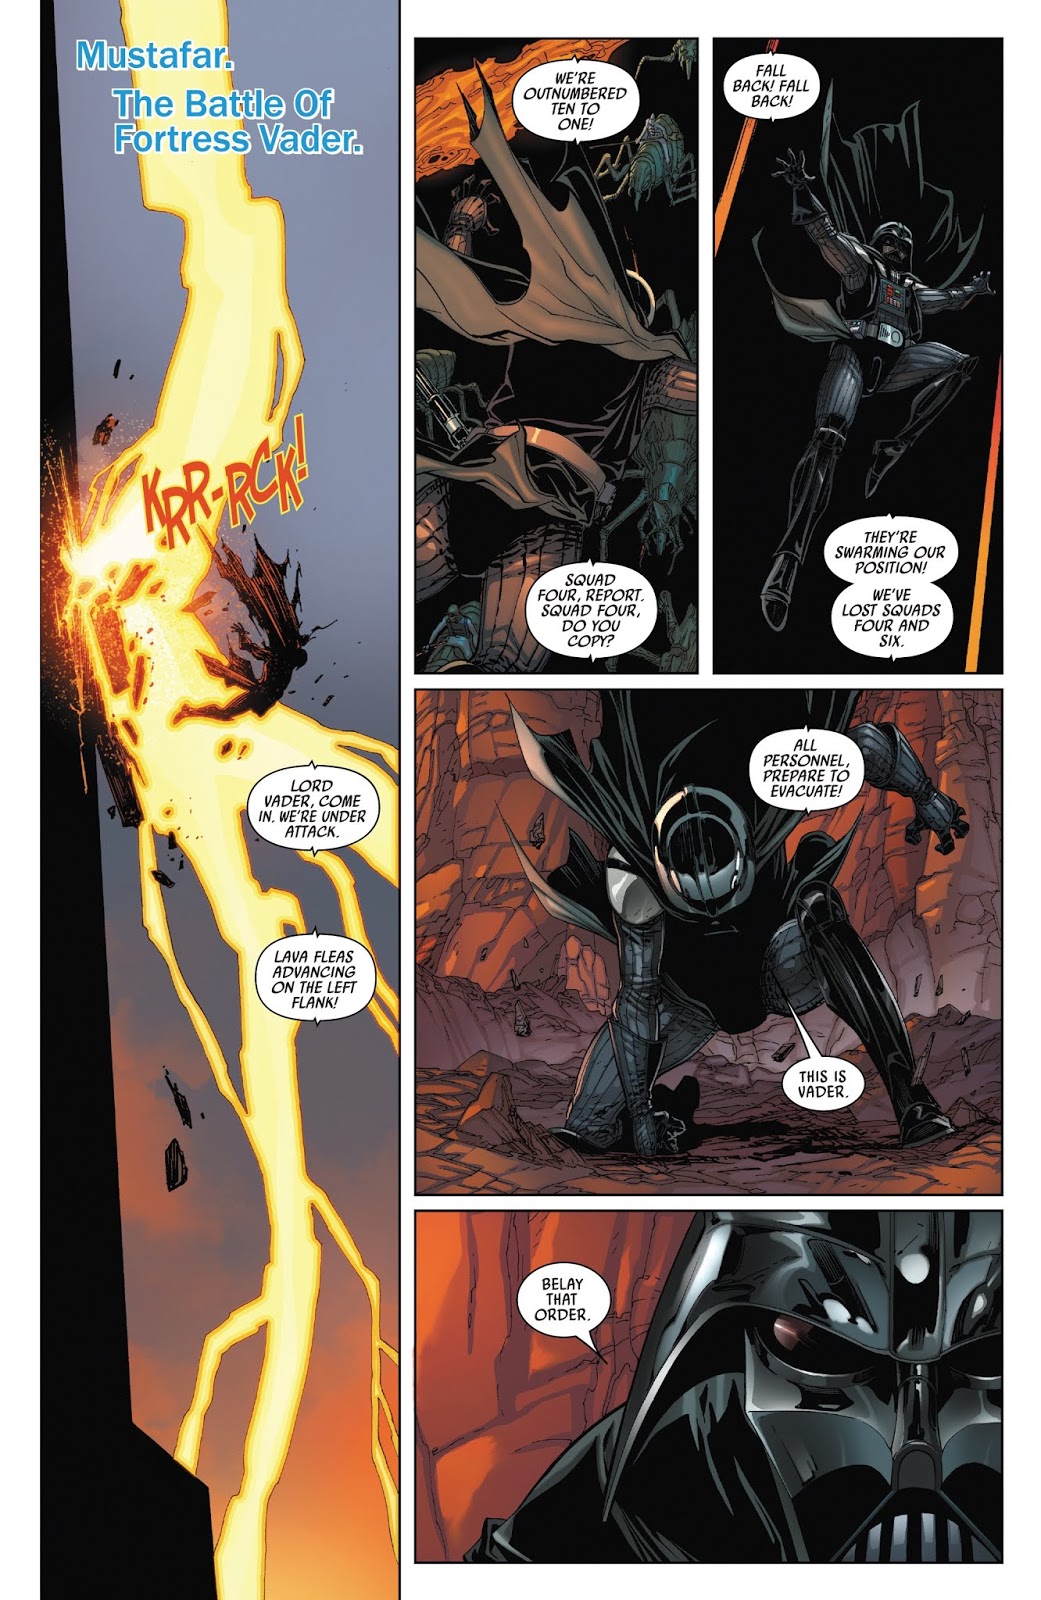 Mustafar.
The Battle Of
Fortress Vader.
KRR-RCK!
LORD
VADER, COME
IN. WE'RE UNDER
ATTACK.
LAVA FLEAS
ADVANCING
ON THE LEFT
FLANK!
WE'RE
OUTNUMBERED
TEN TO
ONE!
SQUAD
FOUR, REPORT.
SQUAD FOUR,
DO YOU
COPY?
FALL
BACK! FALL
BACK!
THEY'RE
SWARMING OUR
POSITION!
WE'VE
LOST SQUADS
FOUR AND
SIX.
ALL
PERSONNEL,
PREPARE TO
EVACUATE!
THIS IS
VADER.
BELAY
THAT
ORDER.